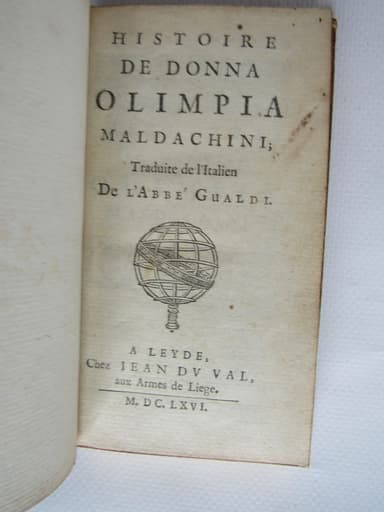 HISTOIRE
DE DONNA
OLIMPIA
MALDACHINI;
Traduite de l'Italien
De L'ABBE' GUALDI.
A LEYDE,
Chez JEAN DV VAL,
aux Armes de Liege.
M. DC. LXVI.